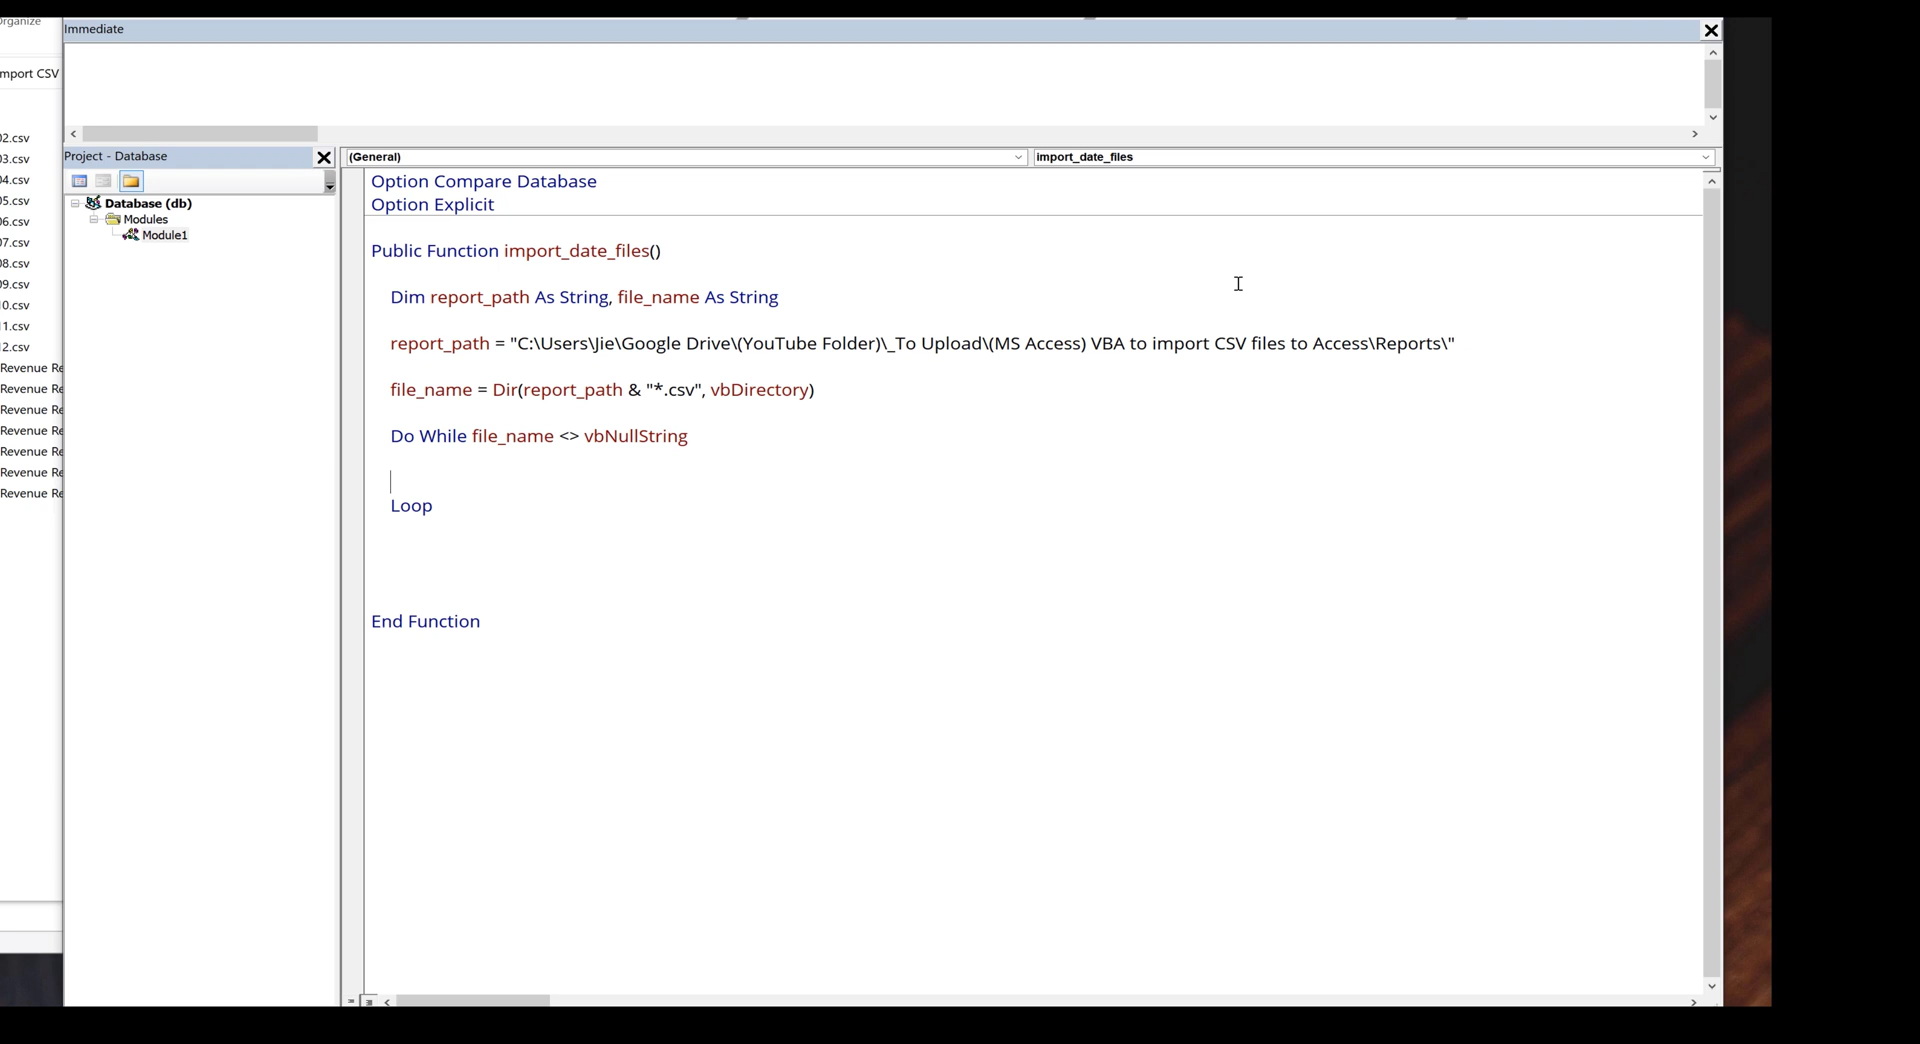 Organize
Immediate
mport CSV
02.csv
03.csv
04.csv
05.csv
06.csv
07.csv
08.csv
09.csv
10.csv
11.csv
12.csv
Revenue Re
Revenue Re
Revenue Re
Revenue Re
Revenue Re
Revenue Re
Revenue Re
Project - Database
Database (db)
Modules
Module1
(General)
import_date_files
Option Compare Database
Option Explicit
Public Function import_date_files()
Dim report_path As String, file_name As String
report_path = "C:\Users\Jie\Google Drive\(YouTube Folder)\_To Upload\(MS Access) VBA to import CSV files to Access\Reports\"
file_name = Dir(report_path & "*.csv", vbDirectory)
Do While file_name <> vbNullString
Loop
End Function